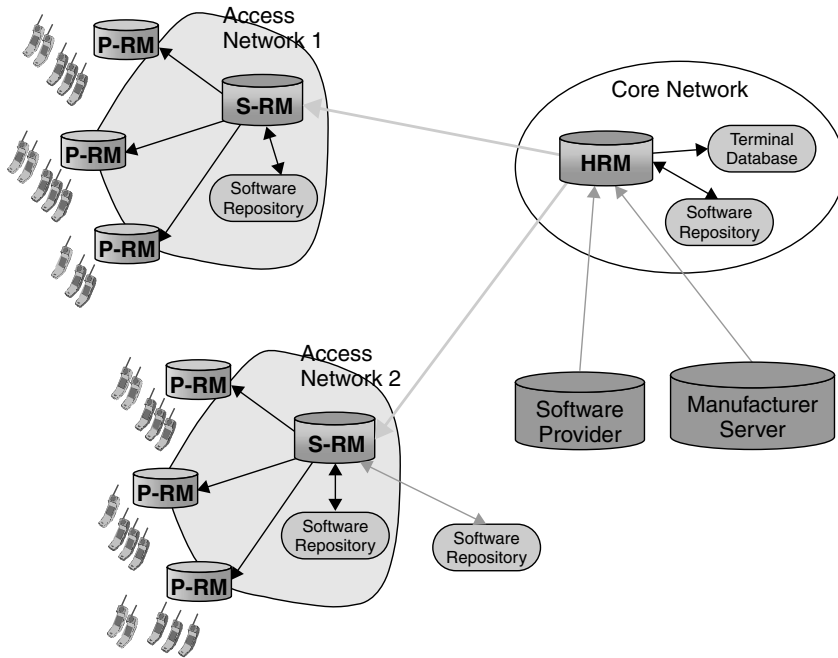 Access
Network 1
P-RM
S-RM
P-RM
Software
Repository
P-RM
Core Network
HRM
Terminal
Database
Software
Repository
Access
Network 2
P-RM
S-RM
P-RM
Software
Repository
P-RM
Software
Repository
Software
Provider
Manufacturer
Server